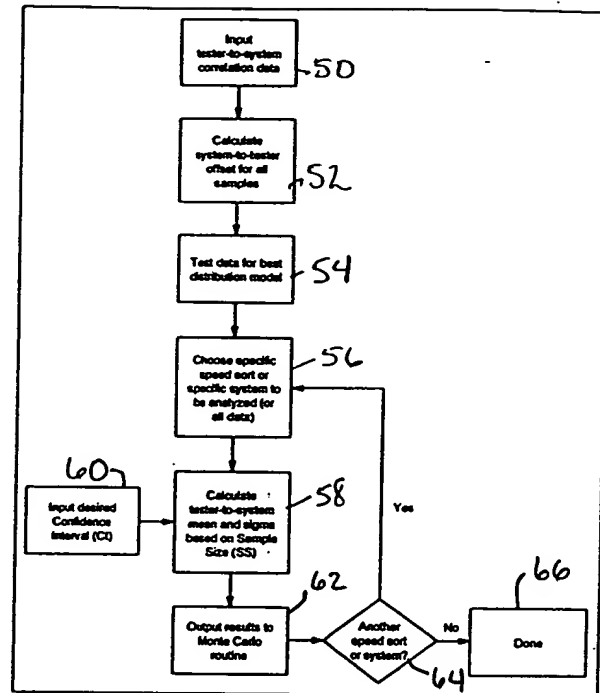 Input
tester-to-system
correlation data
50
Calculate
system-to-tester
offset for all
samples
52
Test data for best
distribution model
54
Choose specific
speed sort or
specific system to
be analyzed (or
all data)
56
60
Input desired
Confidence
Interval (CI)
Calculate
tester-to-system
mean and sigma
based on Sample
Size (SS)
58
Yes
Output results to
Monte Carlo
routine
62
Another
speed sort
or system?
64
No
66
Done